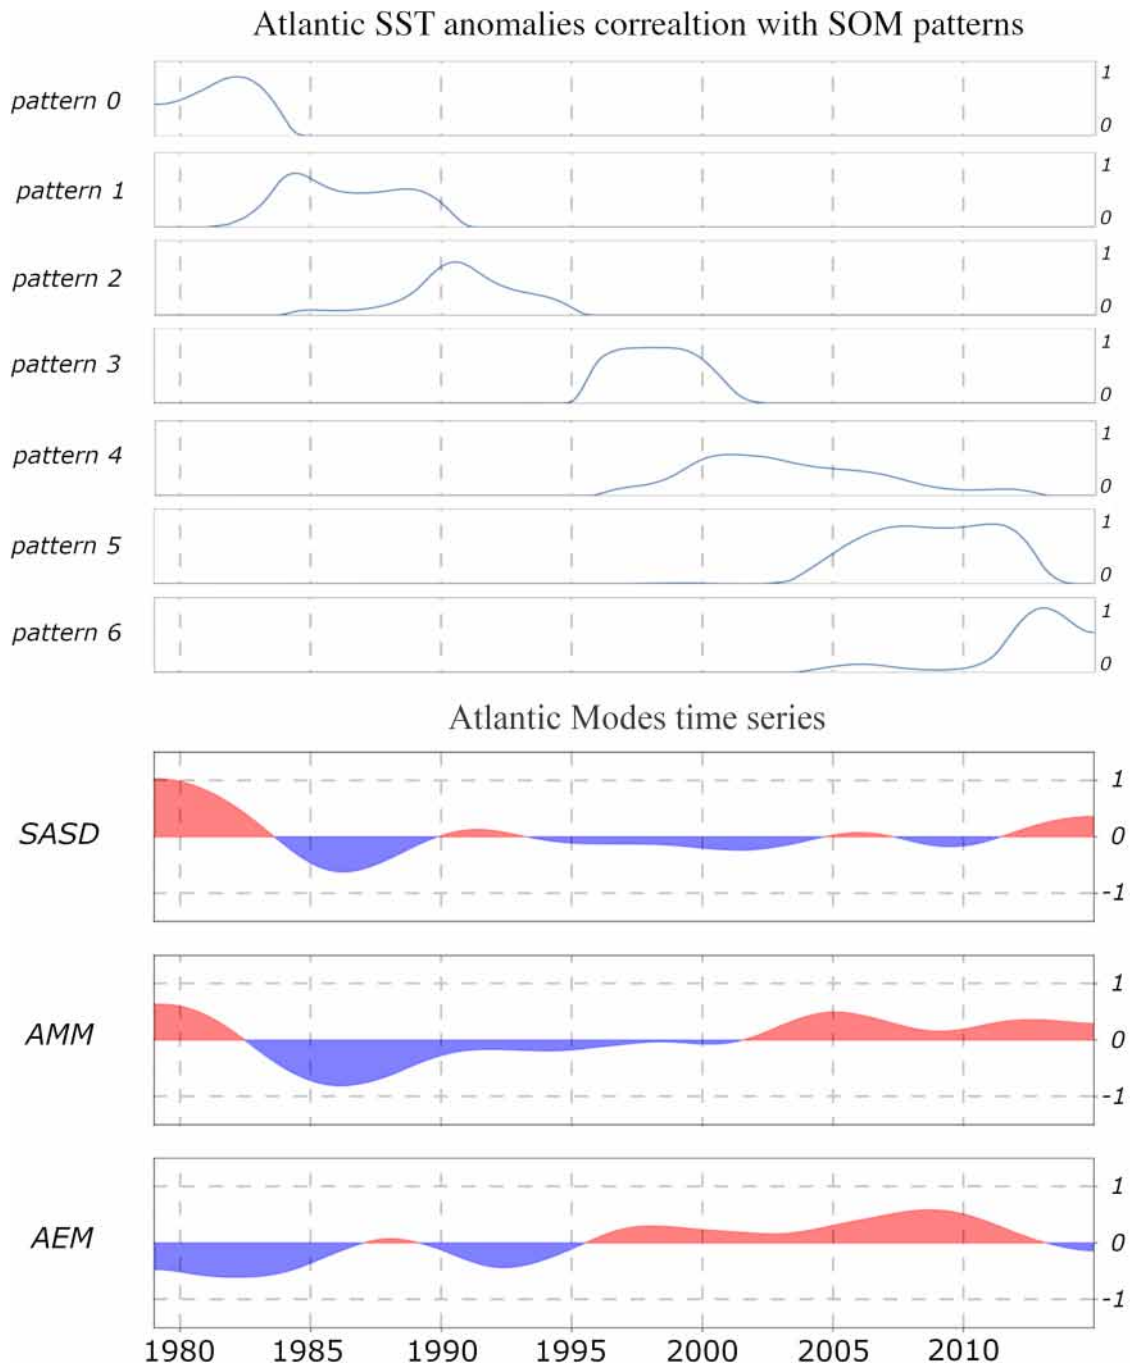 Atlantic SST anomalies correaltion with SOM patterns
pattern 0
1
0
pattern 1
1
0
pattern 2
1
0
pattern 3
1
0
pattern 4
1
0
pattern 5
1
0
pattern 6
1
0
Atlantic Modes time series
SASD
1
0
-1
AMM
1
0
-1
AEM
1
0
-1
1980 1985 1990 1995 2000 2005 2010